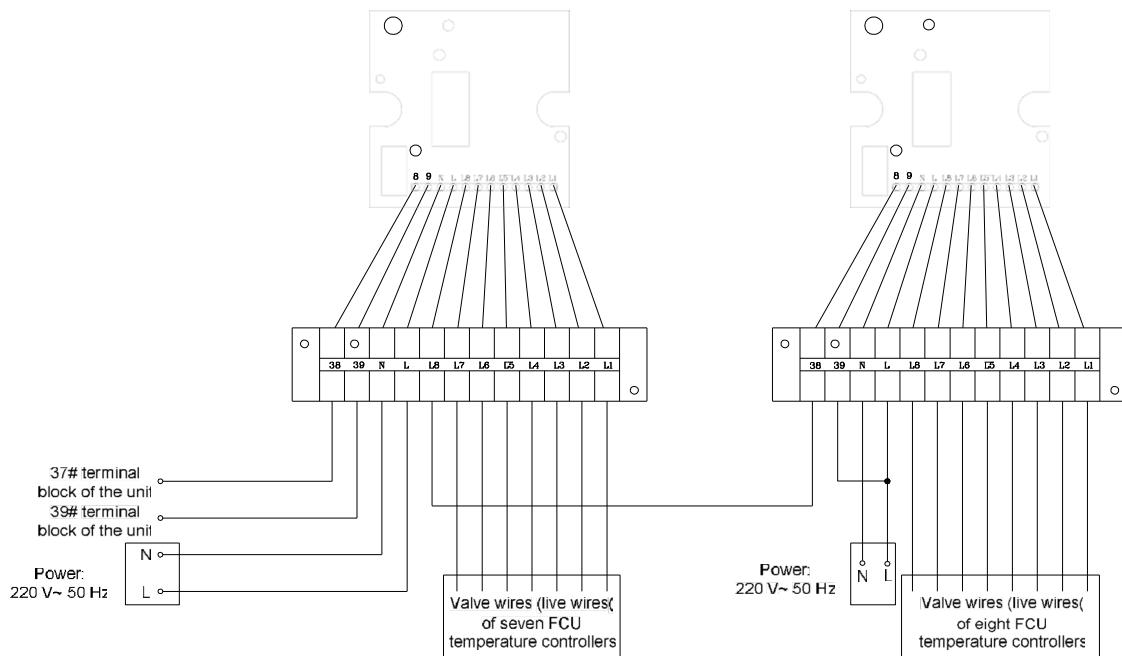 8 9 N L L8 L7 L6 L5 L4 L3 L2 L1
8 9 N L L8 L7 L6 L5 L4 L3 L2 L1
38 39 N L L8 L7 L6 L5 L4 L3 L2 L1
38 39 N L L8 L7 L6 L5 L4 L3 L2 L1
37# terminal
block of the unit
39# terminal
block of the unit
Power:
220 V~ 50 Hz
N
L
Valve wires (live wires(
of seven FCU
temperature controllers
Power:
220 V~ 50 Hz
N L
Valve wires (live wires(
of eight FCU
temperature controllers